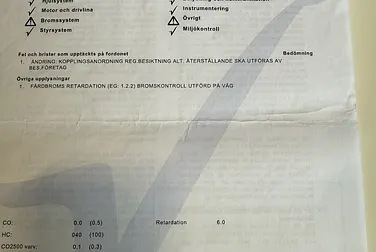 Hjulsystem
Motor och drivlina
Instrumentering
Bromssystem
Övrigt
Styrsystem
Miljökontroll
Fel och brister som upptäckts på fordonet
Bedömning
1. ÄNDRING: KOPPLINGSANORDNING REG.BESIKTNING ALT. ÅTERSTÄLLANDE SKA UTFÖRAS AV
BES.FÖRETAG
Övriga upplysningar
1. FÄRDBROMS RETARDATION (EG: 1.2.2) BROMSKONTROLL UTFÖRD PÅ VÄG
CO: 0.0 (0.5) Retardation 6.0
HC: 040 (100)
CO2500 varv: 0.1 (0.3)